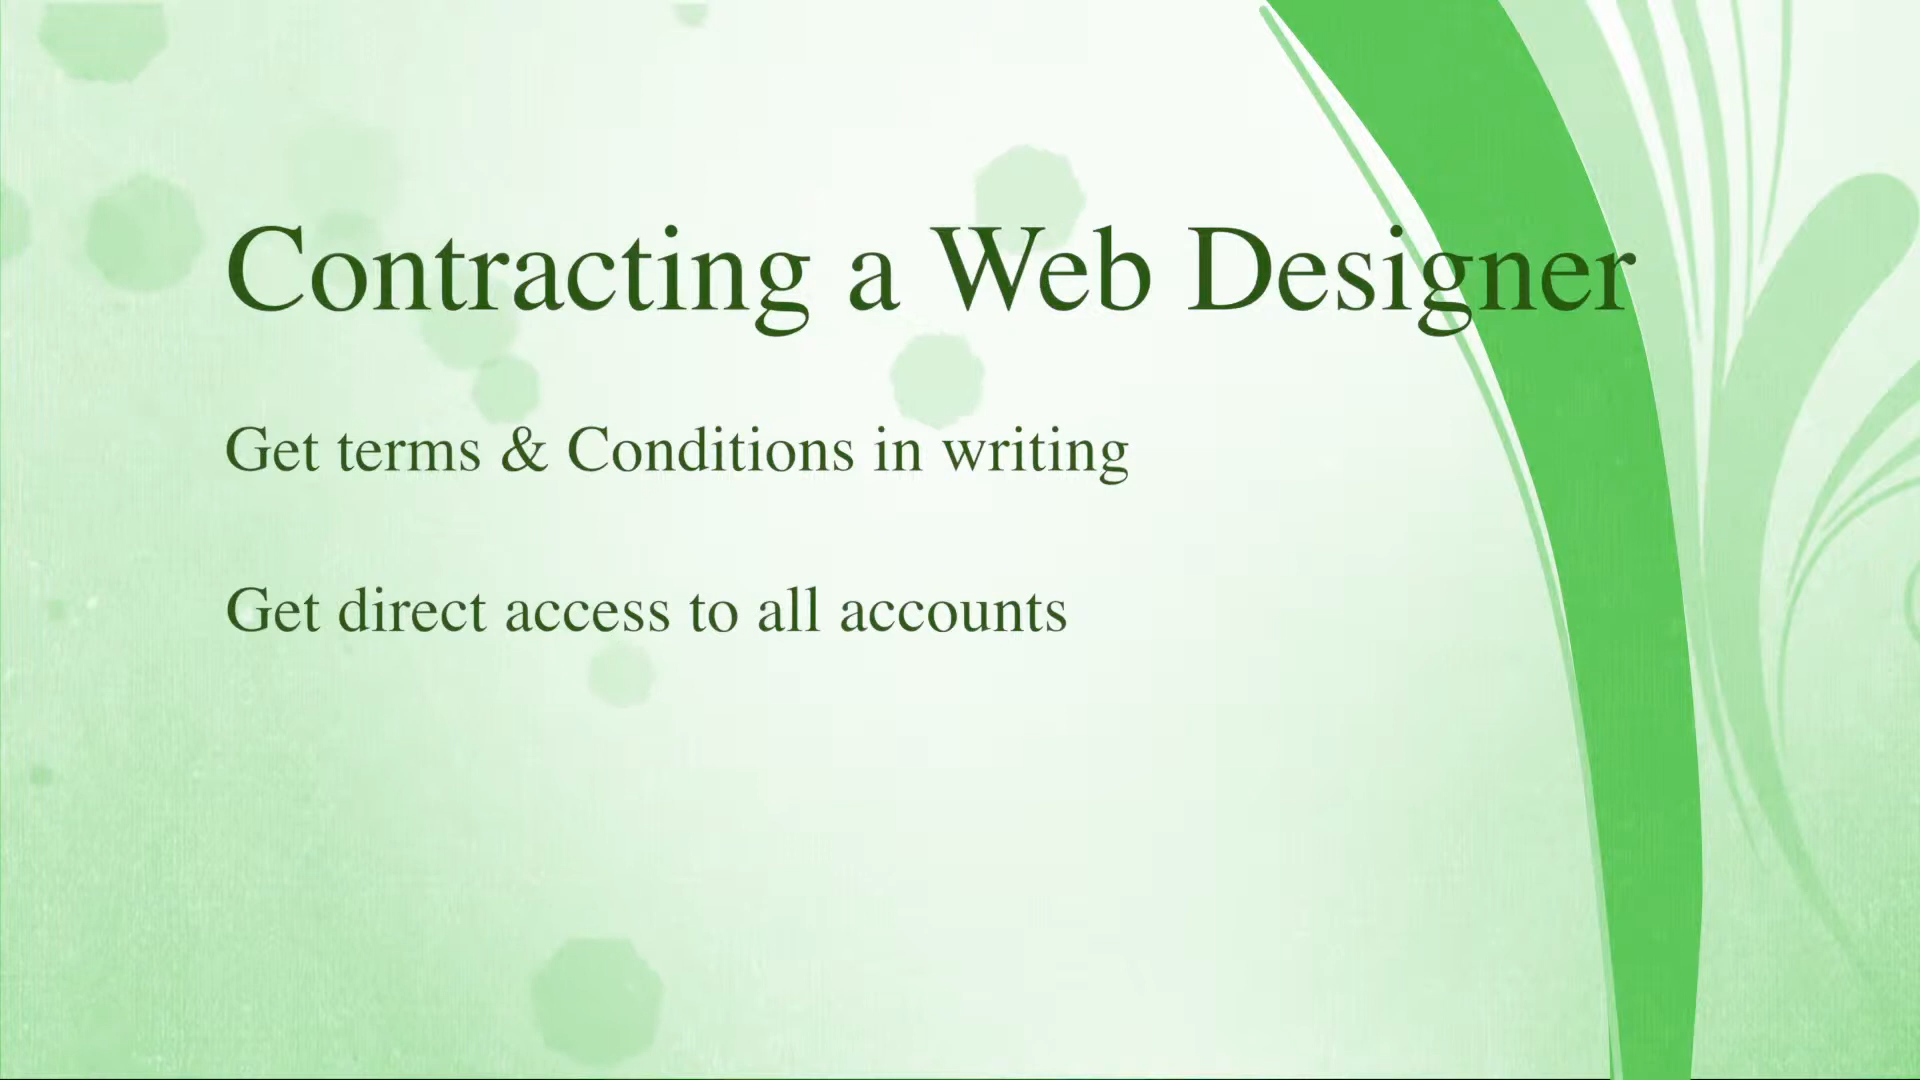 Contracting a Web Designer
Get terms & Conditions in writing
Get direct access to all accounts